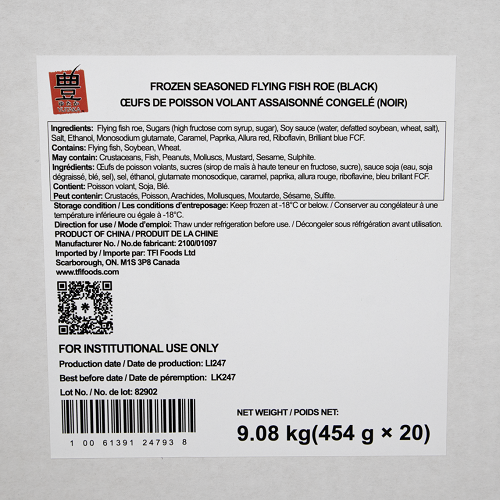 豊
FROZEN SEASONED FLYING FISH ROE (BLACK)
ŒUFS DE POISSON VOLANT ASSAISONNÉ CONGELÉ (NOIR)
Ingredients: Flying fish roe, Sugars (high fructose corn syrup, sugar), Soy sauce (water, defatted soybean, wheat, salt),
Salt, Ethanol, Monosodium glutamate, Caramel, Paprika, Allura red, Riboflavin, Brilliant blue FCF.
Contains: Flying fish, Soybean, Wheat.
May contain: Crustaceans, Fish, Peanuts, Molluscs, Mustard, Sesame, Sulphite.
Ingrédients: Œufs de poisson volants, sucres (sirop de maïs à haute teneur en fructose, sucre), sauce soja (eau, soja
dégraissé, blé, sel), sel, éthanol, glutamate monosodique, caramel, paprika, allura rouge, riboflavine, bleu brillant FCF.
Contient: Poisson volant, Soja, Blé.
Peut contenir: Crustacés, Poisson, Arachides, Mollusques, Moutarde, Sésame, Sulfite.
Storage condition / Les conditions d'entreposage: Keep frozen at -18°C or below. / Conserver au congélateur à une
température inférieure ou égale à -18°C.
Direction for use / Mode d'emploi: Thaw under refrigeration before use. / Décongeler sous réfrigération avant utilisation.
PRODUCT OF CHINA / PRODUIT DE LA CHINE
Manufacturer No. / No.de fabricant: 2100/01097
Imported by / Importe par: TFI Foods Ltd
Scarborough, ON. M1S 3P8 Canada
www.tfifoods.com
FOR INSTITUTIONAL USE ONLY
Production date / Date de production: LI247
Best before date / Date de péremption: LK247
Lot No. / No. de lot: 82902
1 00 61391 24793 8
NET WEIGHT / POIDS NET:
9.08 kg(454 g × 20)